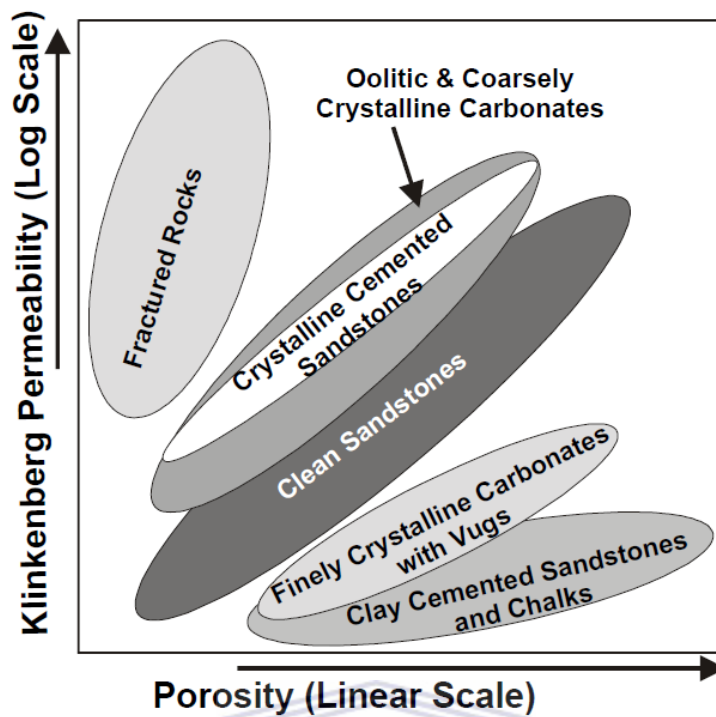 Klinkenberg Permeability (Log Scale)
Oolitic & Coarsely
Crystalline Carbonates
Fractured Rocks
Crystalline Cemented
Sandstones
Clean Sandstones
Finely Crystalline Carbonates
with Vugs
Clay Cemented Sandstones
and Chalks
Porosity (Linear Scale)